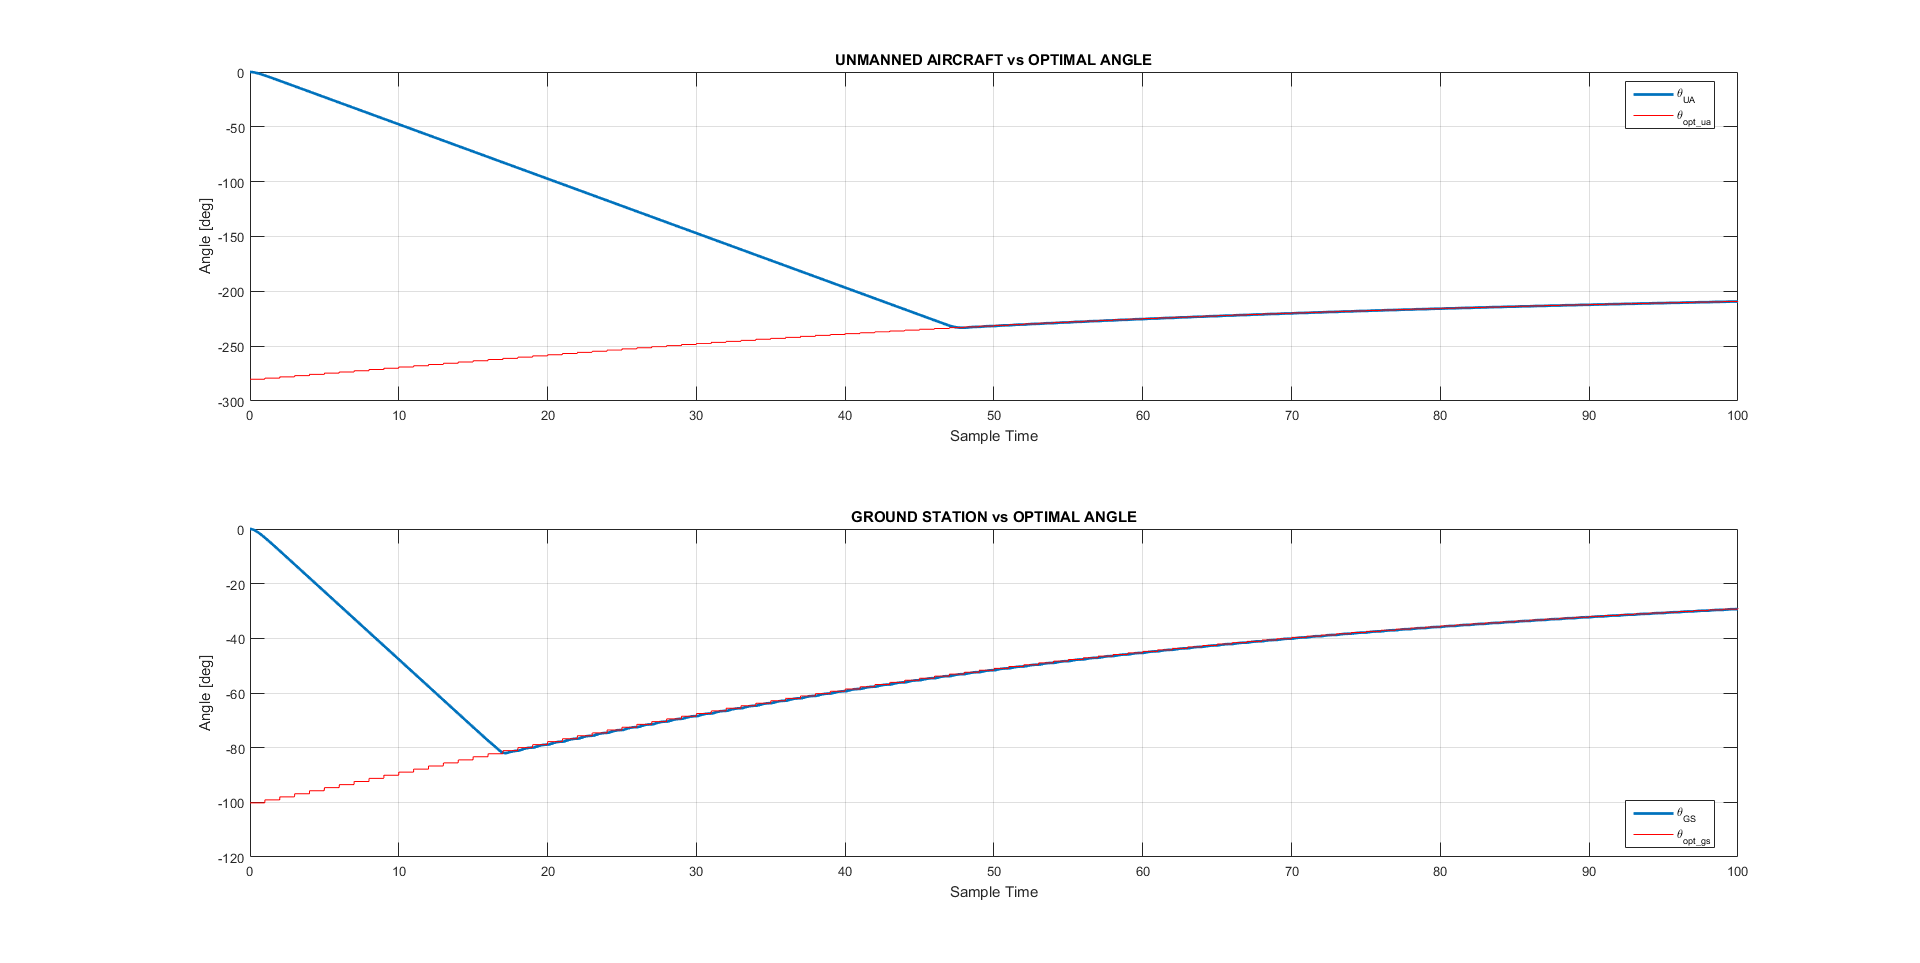 UNMANNED AIRCRAFT vs OPTIMAL ANGLE
0
-50
-100
-150
-200
-250
-300
Angle [deg]
θUA
θopt_ua
0 10 20 30 40 50 60 70 80 90 100
Sample Time
GROUND STATION vs OPTIMAL ANGLE
0
-20
-40
-60
-80
-100
-120
Angle [deg]
θGS
θopt_gs
0 10 20 30 40 50 60 70 80 90 100
Sample Time